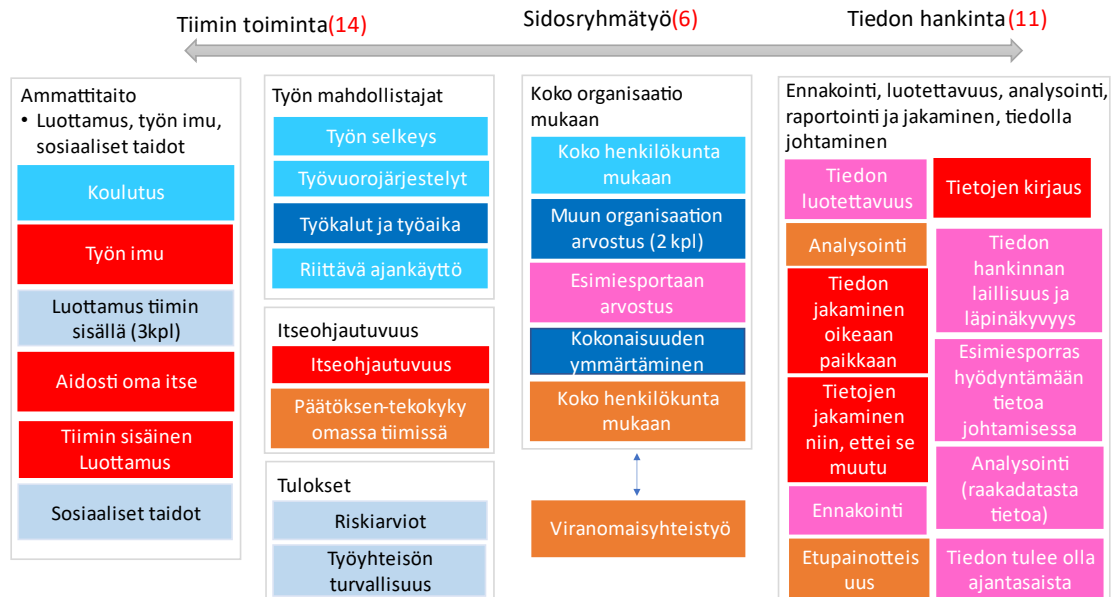 Tiimin toiminta(14)
Sidosryhmätyö(6)
Tiedon hankinta(11)
Ammattitaito
• Luottamus, työn imu,
sosiaaliset taidot
Koulutus
Työn imu
Luottamus tiimin
sisällä (3kpl)
Aidosti oma itse
Tiimin sisäinen
Luottamus
Sosiaaliset taidot
Työn mahdollistajat
Työn selkeys
Työvuorojärjestelyt
Työkalut ja työaika
Riittävä ajankäyttö
Itseohjautuvuus
Itseohjautuvuus
Päätöksen-tekokyky
omassa tiimissä
Tulokset
Riskiarviot
Työyhteisön
turvallisuus
Koko organisaatio
mukaan
Koko henkilökunta
mukaan
Muun organisaation
arvostus (2 kpl)
Esimiesportaan
arvostus
Kokonaisuuden
ymmärtäminen
Koko henkilökunta
mukaan
Viranomaisyhteistyö
Ennakointi, luotettavuus, analysointi,
raportointi ja jakaminen, tiedolla
johtaminen
Tiedon
luotettavuus
Analysointi
Tiedon
jakaminen
oikeaan
paikkaan
Tietojen
jakaminen
niin, ettei se
muutu
Ennakointi
Etupainotteis
uus
Tietojen kirjaus
Tiedon
hankinnan
laillisuus ja
läpinäkyvyys
Esimiesporras
hyödyntämään
tietoa
johtamisessa
Analysointi
(raakadatasta
tietoa)
Tiedon tulee olla
ajantasaista